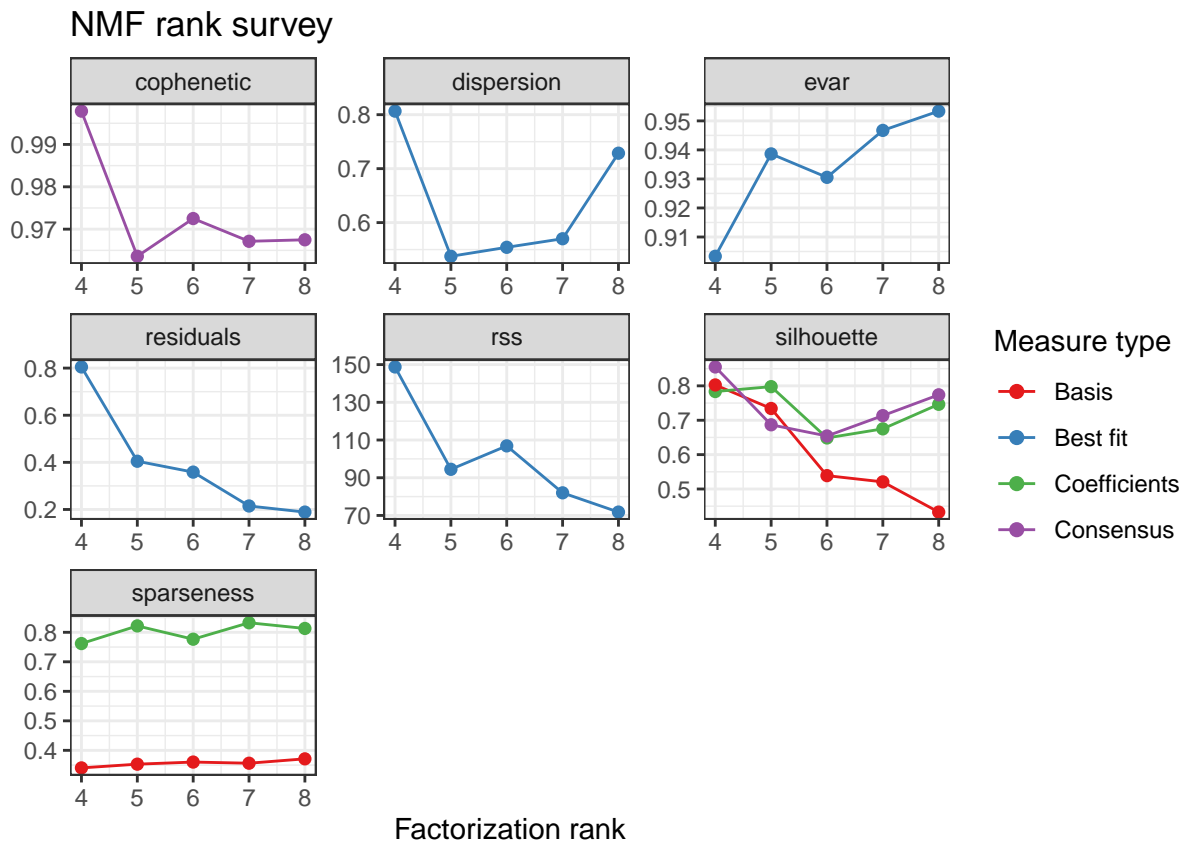 NMF rank survey
cophenetic
dispersion
evar
0.99
0.98
0.97
4 5 6 7 8
0.8
0.7
0.6
4 5 6 7 8
0.95
0.94
0.93
0.92
0.91
4 5 6 7 8
residuals
rss
silhouette
0.8
0.6
0.4
0.2
4 5 6 7 8
150
130
110
90
70
4 5 6 7 8
0.8
0.7
0.6
0.5
4 5 6 7 8
Measure type
Basis
Best fit
Coefficients
Consensus
sparseness
0.8
0.7
0.6
0.5
0.4
4 5 6 7 8
Factorization rank